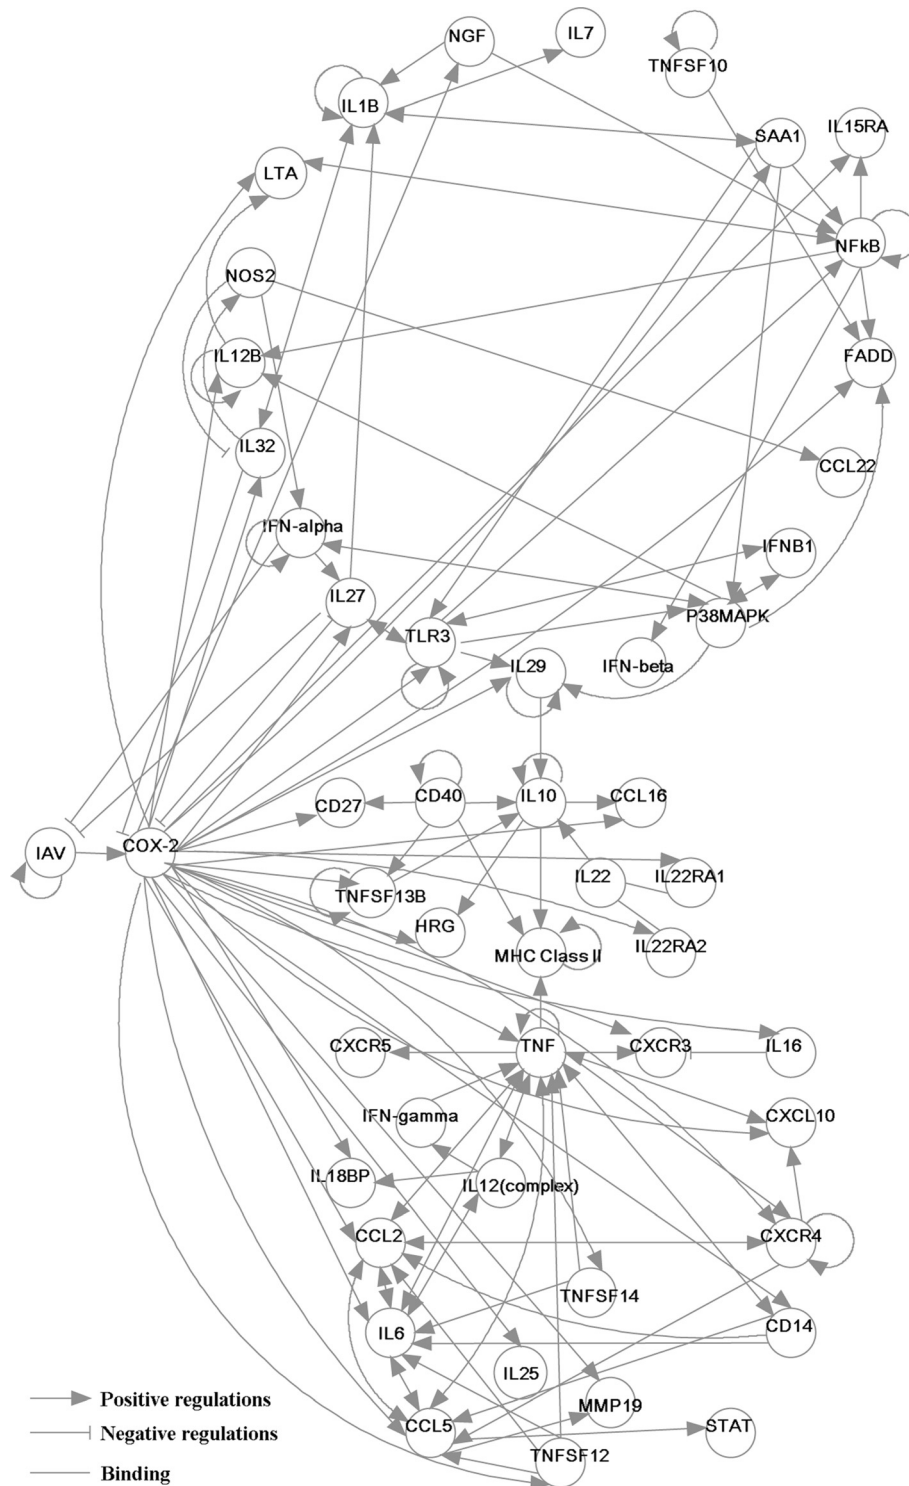 NGF
IL7
TNFSF10
IL1B
SAA1
IL15RA
LTA
NFkB
NOS2
IL12B
FADD
IL32
CCL22
IFN-alpha
IFNB1
IL27
P38MAPK
TLR3
IL29
IFN-beta
CD40
IL10
CD27
CCL16
COX-2
IAV
IL22
IL22RA1
TNFSF13B
HRG
IL22RA2
MHC Class II
CXCR5
TNF
CXCR3
IL16
IFN-gamma
CXCL10
IL18BP
IL12(complex)
CCL2
CXCR4
TNFSF14
CD14
IL6
IL25
MMP19
Positive regulations
CCL5
STAT
Negative regulations
TNFSF12
Binding